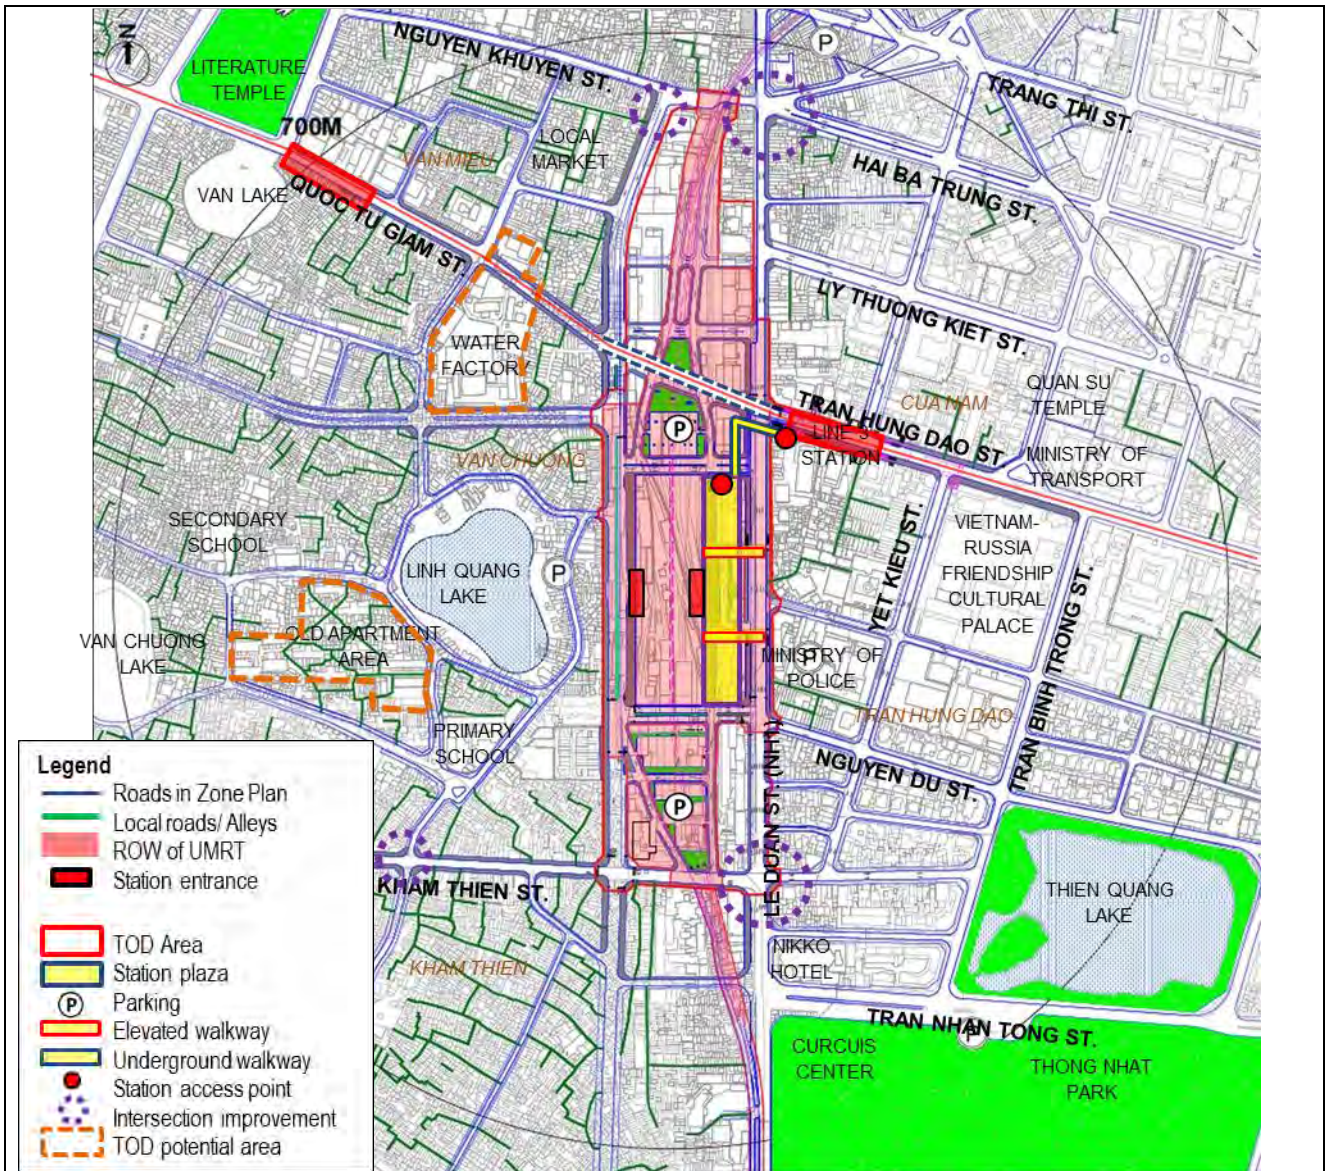 N
NGUYEN KHUYEN ST.
P
LITERATURE
TEMPLE
TRANG THI ST.
700M
LOCAL
MARKET
VAN MIEU
HAI BA TRUNG ST.
VAN LAKE
QUOC TU GIAM ST.
LY THUONG KIET ST.
WATER
FACTORY
QUAN SU
TEMPLE
CUA NAM
TRAN HUNG DAO ST.
P
LINE 3
STATION
MINISTRY OF
TRANSPORT
VAN CHUONG
SECONDARY
SCHOOL
VIETNAM-
RUSSIA
FRIENDSHIP
CULTURAL
PALACE
YET KIEU ST.
LINH QUANG
LAKE
P
TRAN BINH TRONG ST.
VAN CHUONG
LAKE
OLD APARTMENT
AREA
P
MINISTRY OF
POLICE
TRAN HUNG DAO
PRIMARY
SCHOOL
NGUYEN DU ST.
LE DUAN ST.(NH1)
P
KHAM THIEN ST.
THIEN QUANG
LAKE
NIKKO
HOTEL
KHAM THIEN
TRAN NHAN TONG ST.
P
CURCUIS
CENTER
THONG NHAT
PARK
Legend
Roads in Zone Plan
Local roads/ Alleys
ROW of UMRT
Station entrance
TOD Area
Station plaza
P Parking
Elevated walkway
Underground walkway
Station access point
Intersection improvement
TOD potential area